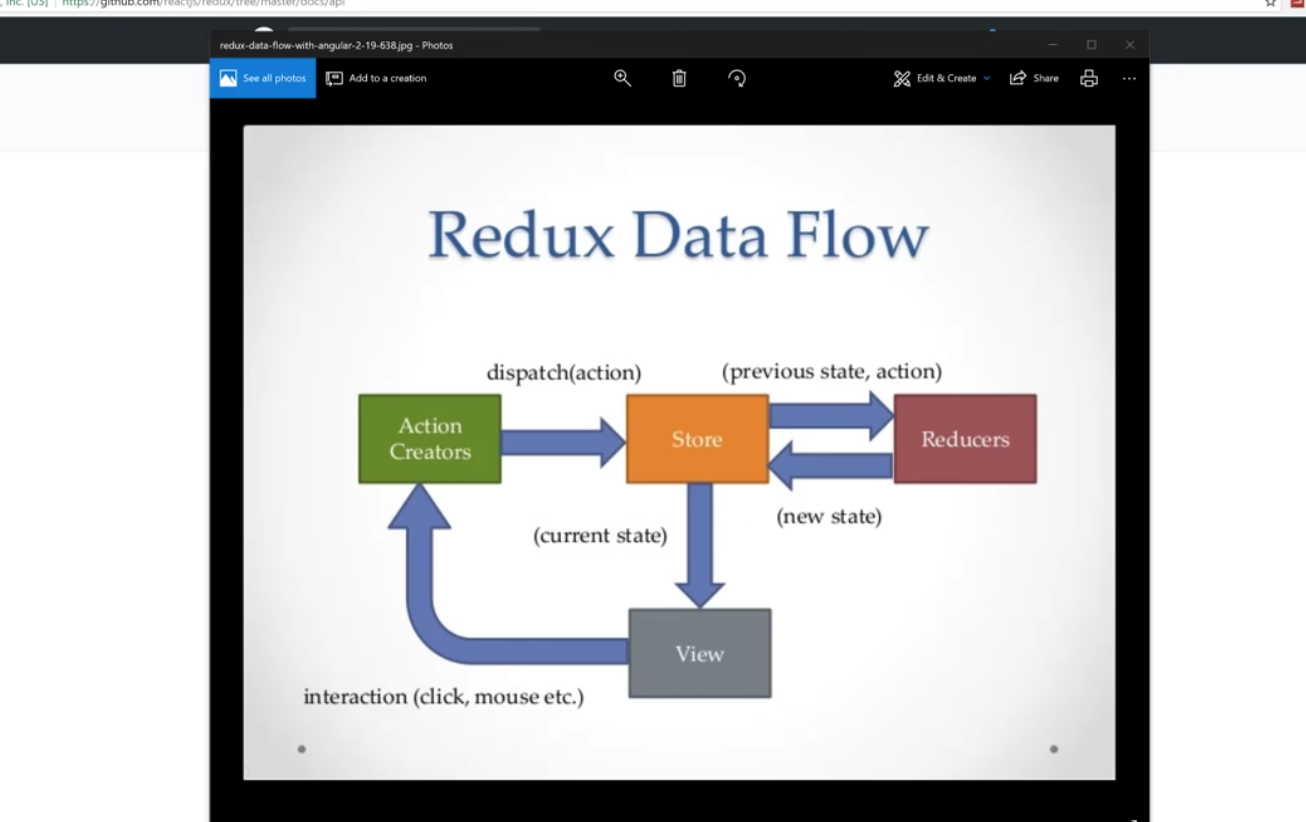 , Inc. [US] | https://github.com/reactjs/redux/tree/master/docs/api
redux-data-flow-with-angular-2-19-638.jpg - Photos
See all photos
Add to a creation
Edit & Create
Share
Redux Data Flow
dispatch(action)
(previous state, action)
Action
Creators
Store
Reducers
(new state)
(current state)
View
interaction (click, mouse etc.)